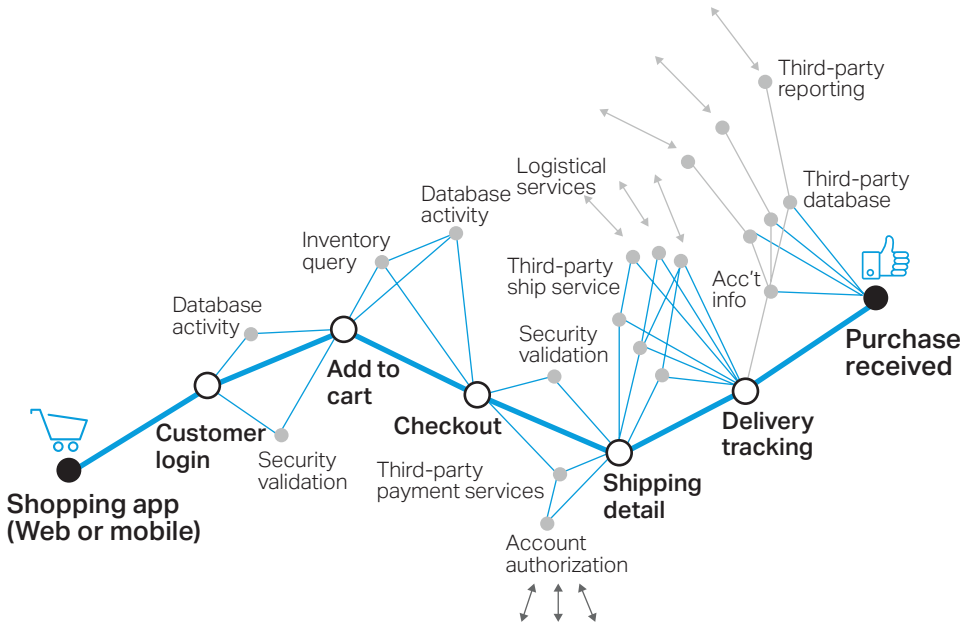 Third-party
reporting
Logistical
services
Third-party
database
Database
activity
Inventory
query
Third-party
ship service
Acc't
info
Database
activity
Security
validation
Purchase
received
Add to
cart
Checkout
Delivery
tracking
Customer
login
Security
validation
Third-party
payment services
Shipping
detail
Shopping app
(Web or mobile)
Account
authorization